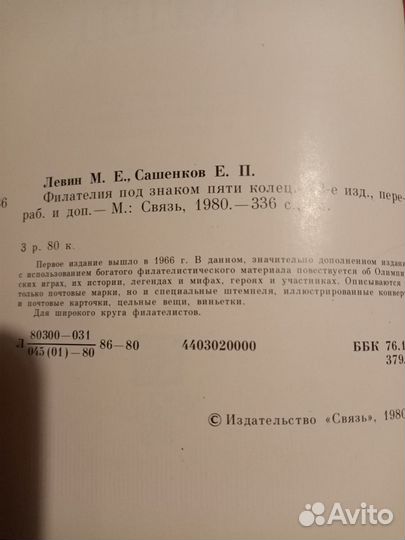 Левин М. Е., Сашенков Е. П.
Филателия под знаком пяти колец. изд., пере-
раб. и доп.— М.: Связь, 1980.—336 с.,
6
3 р. 80 к.
Первое издание вышло в 1966 г. В данном, значительно дополненном издани
с использованием богатого филателистического материала повествуется об Олимпи
ских играх, их истории, легендах и мифах, героях и участниках. Описываются
только почтовые марки, но и специальные штемпеля, иллюстрированные конвер
и почтовые карточки, цельные вещи, виньетки.
Для широкого круга филателистов.
80300—031
Л 86—80 4403020000 ББК 76.1
045(01)—80 379.
© Издательство «Связь», 1980
Avito